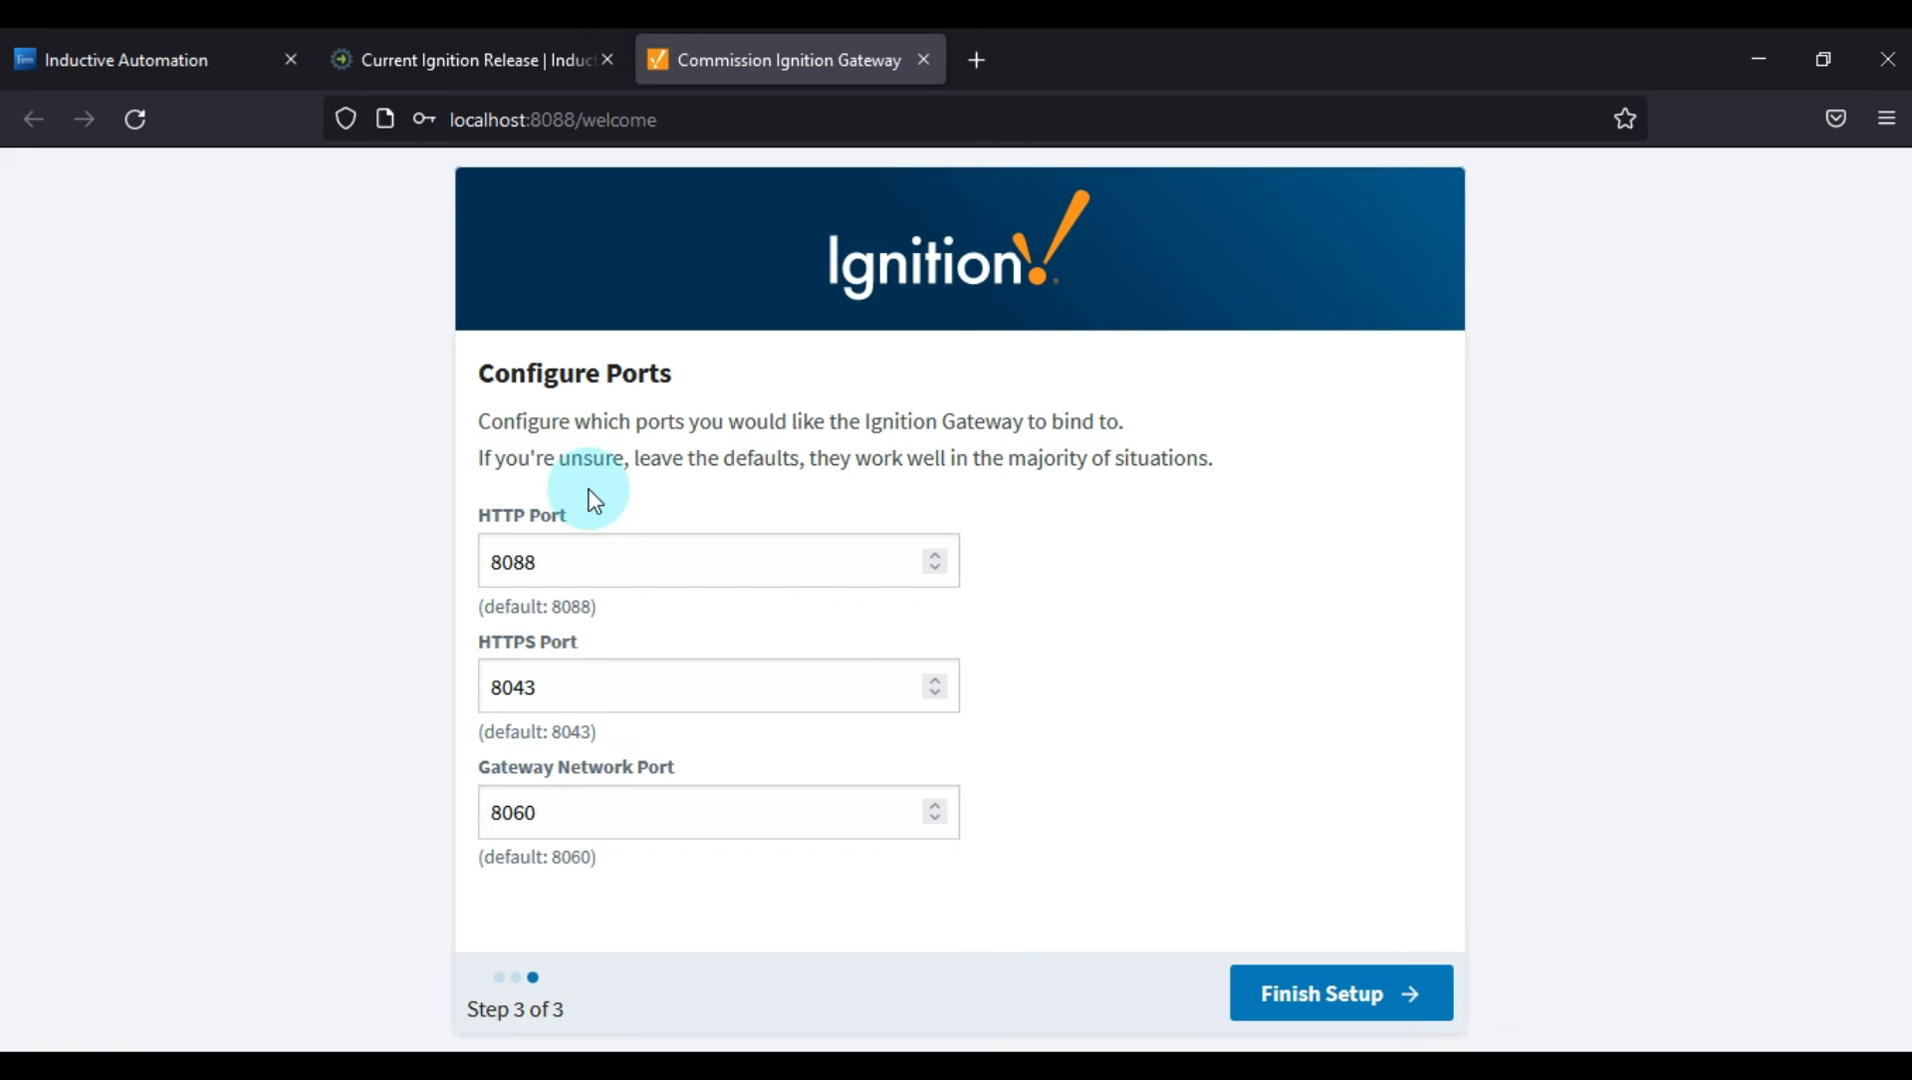 Inductive Automation
Current Ignition Release | Induc
Commission Ignition Gateway
localhost:8088/welcome
Ignition!
Configure Ports
Configure which ports you would like the Ignition Gateway to bind to.
If you're unsure, leave the defaults, they work well in the majority of situations.
HTTP Port
8088
(default: 8088)
HTTPS Port
8043
(default: 8043)
Gateway Network Port
8060
(default: 8060)
Step 3 of 3
Finish Setup